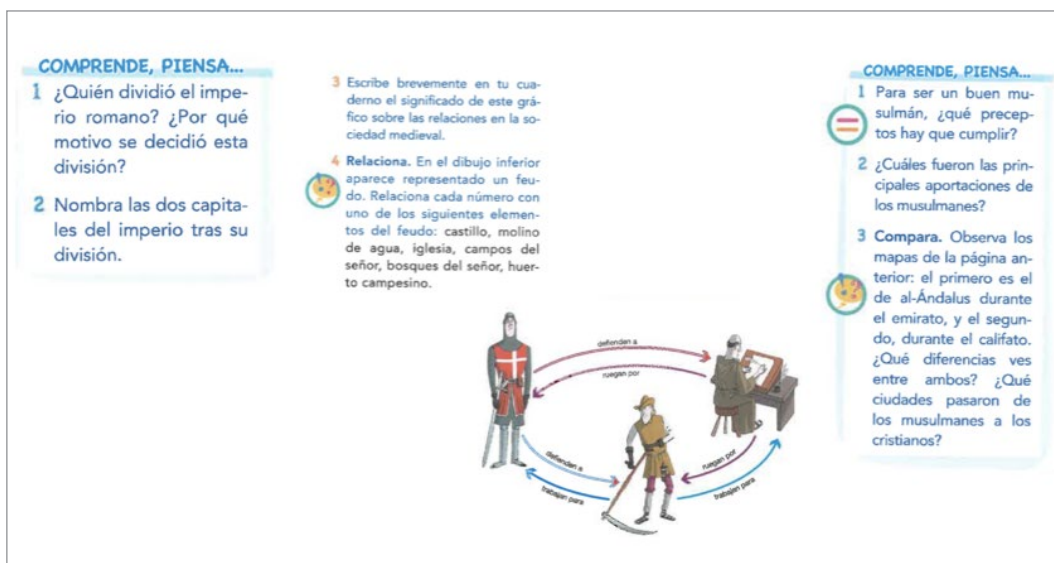 COMPRENDE, PIENSA...
1 ¿Quién dividió el impe-
rio romano? ¿Por qué
motivo se decidió esta
división?
2 Nombra las dos capita-
les del imperio tras su
división.
3 Escribe brevemente en tu cua-
derno el significado de este grá-
fico sobre las relaciones en la so-
ciedad medieval.
4 Relaciona. En el dibujo inferior
aparece representado un feu-
do. Relaciona cada número con
uno de los siguientes elemen-
tos del feudo: castillo, molino
de agua, iglesia, campos del
señor, bosques del señor, huer-
to campesino.
defienden a
ruegan por
defienden a
trabajan para
ruegan por
trabajan para
COMPRENDE, PIENSA...
1 Para ser un buen mu-
sulmán, ¿qué precep-
tos hay que cumplir?
2 ¿Cuáles fueron las prin-
cipales aportaciones de
los musulmanes?
3 Compara. Observa los
mapas de la página an-
terior: el primero es el
de al-Ándalus durante
el emirato, y el segun-
do, durante el califato.
¿Qué diferencias ves
entre ambos? ¿Qué
ciudades pasaron de
los musulmanes a los
cristianos?